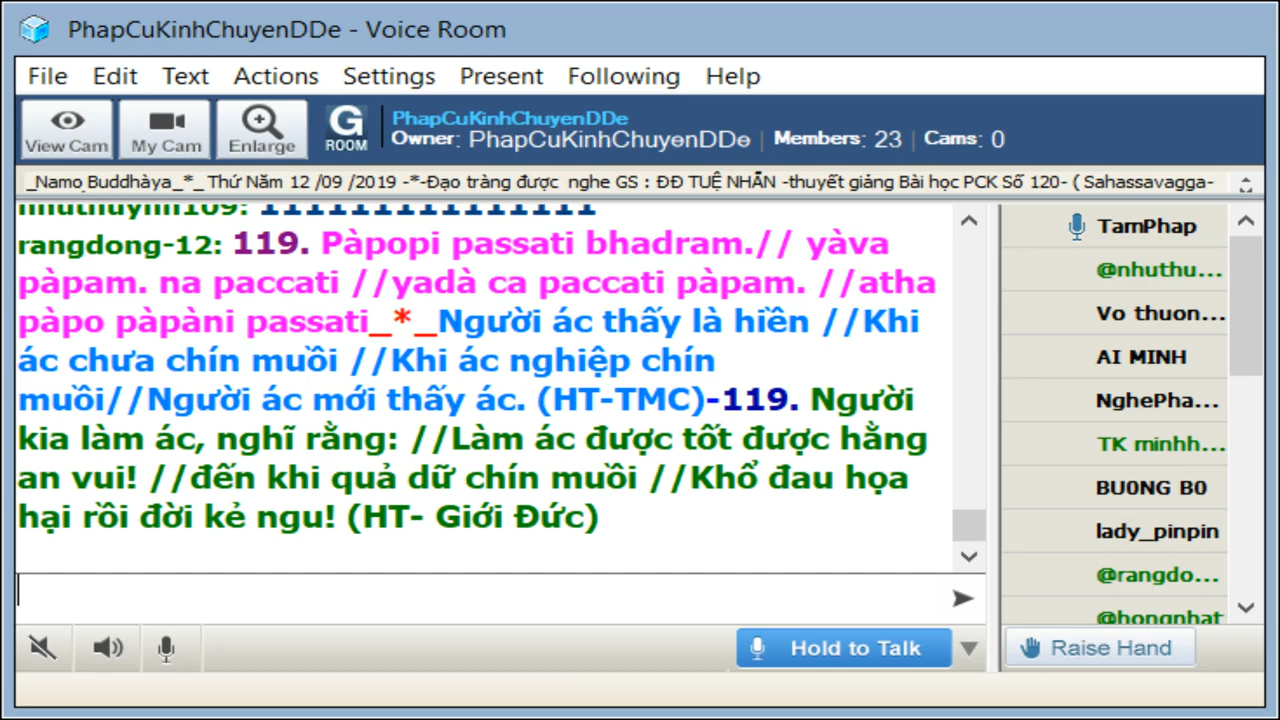 PhapCuKinhChuyenDDe - Voice Room
File Edit Text Actions Settings Present Following Help
View Cam My Cam Enlarge G ROOM
PhapCuKinhChuyenDDe
Owner: PhapCuKinhChuyenDDe | Members: 23 | Cams: 0
_Namo Buddhàya_*_ Thứ Năm 12 /09 /2019 -*-Đạo tràng được nghe GS : ĐĐ TUỆ NHẪN -thuyết giảng Bài học PCK Số 120- ( Sahassavagga-
rangdong-12: 119. Pàpopi passati bhadram.// yàva
pàpam. na paccati //yadà ca paccati pàpam. //atha
pàpo pàpàni passati_*_Người ác thấy là hiền //Khi
ác chưa chín muồi //Khi ác nghiệp chín
muồi//Người ác mới thấy ác. (HT-TMC)-119. Người
kia làm ác, nghĩ rằng: //Làm ác được tốt được hằng
an vui! //đến khi quả dữ chín muồi //Khổ đau họa
hại rồi đời kẻ ngu! (HT- Giới Đức)
TamPhap
@nhuthu...
Vo thuon...
AI MINH
NghePha...
TK minhh...
BU0NG B0
lady_pinpin
@rangdo...
@hongnhat
Hold to Talk
Raise Hand